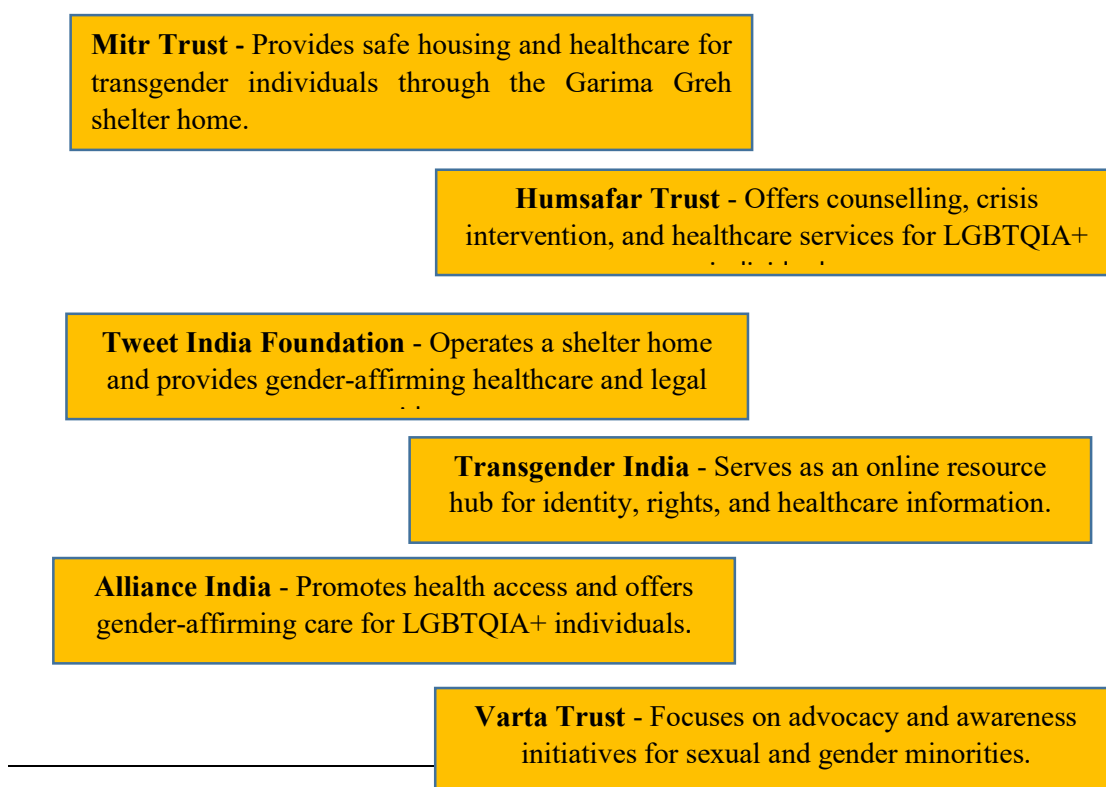 Mitr Trust - Provides safe housing and healthcare for
transgender individuals through the Garima Greh
shelter home.
Humsafar Trust - Offers counselling, crisis
intervention, and healthcare services for LGBTQIA+
Tweet India Foundation - Operates a shelter home
and provides gender-affirming healthcare and legal
Transgender India - Serves as an online resource
hub for identity, rights, and healthcare information.
Alliance India - Promotes health access and offers
gender-affirming care for LGBTQIA+ individuals.
Varta Trust - Focuses on advocacy and awareness
initiatives for sexual and gender minorities.